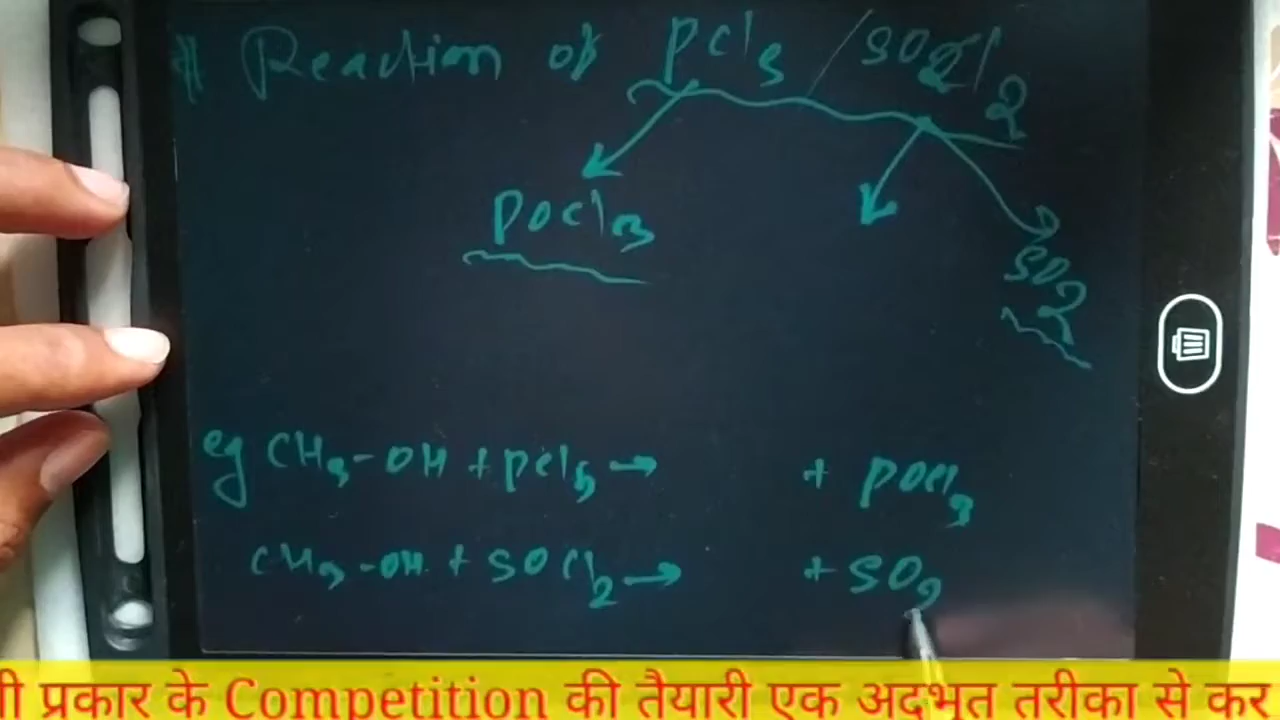 # Reaction of PCl5 / SOCl2
POCl3
SO2
eg CH3-OH + PCl5 → + POCl3
CH3-OH + SOCl2 → + SO2
प्रकार के Competition की तैयारी एक अदभूत तरीका से कर